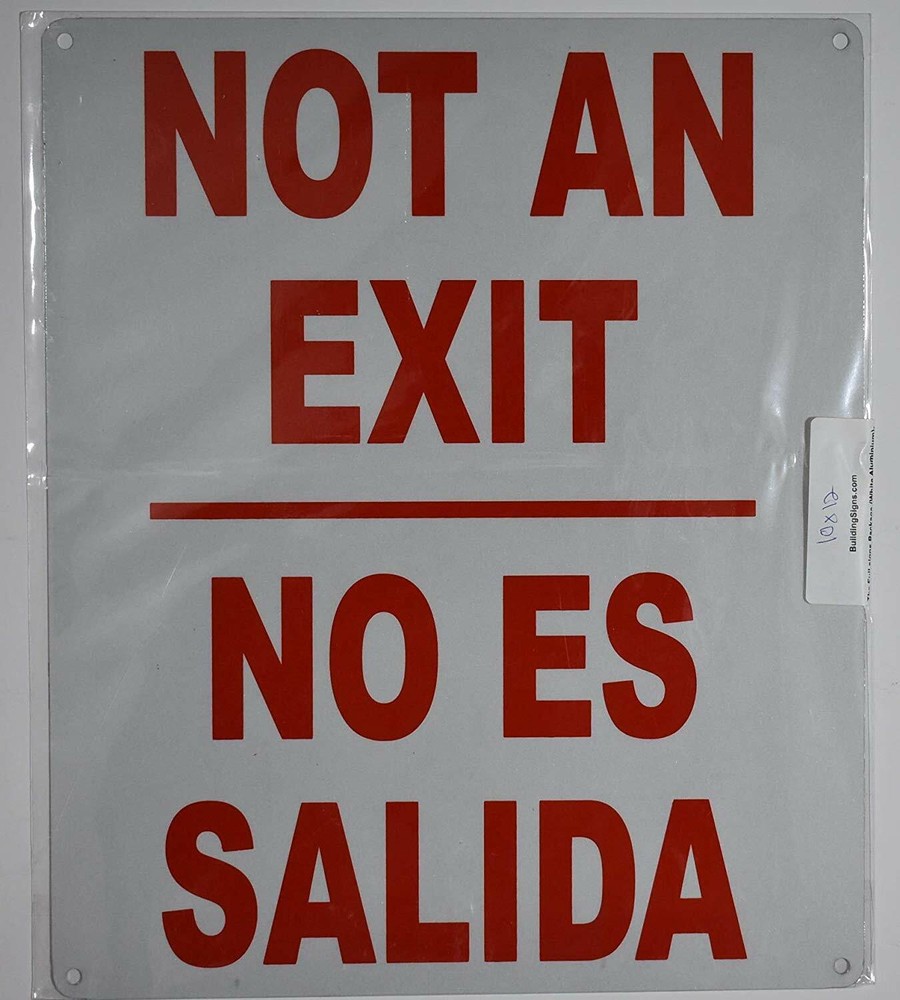 NOT AN
EXIT
NO ES
SALIDA
10x12
BuildingSigns.com